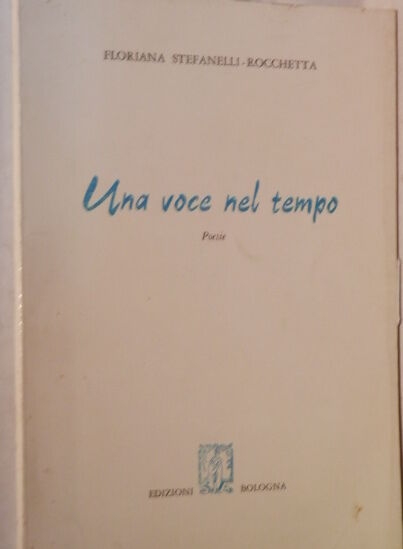 FLORIANA STEFANELLI-ROCCHETTA
Una voce nel tempo
Poesie
EDIZIONI BOLOGNA